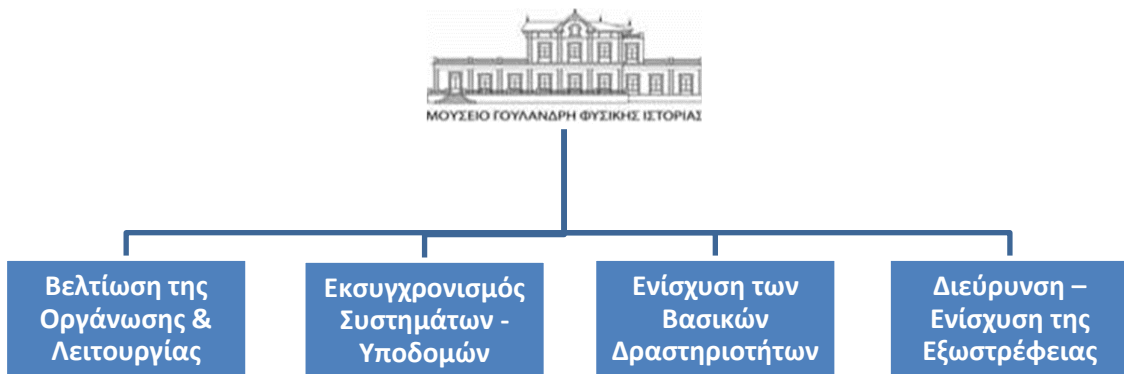 ΜΟΥΣΕΙΟ ΓΟΥΛΑΝΔΡΗ ΦΥΣΙΚΗΣ ΙΣΤΟΡΙΑΣ
Βελτίωση της
Οργάνωσης &
Λειτουργίας
Εκσυγχρονισμός
Συστημάτων -
Υποδομών
Ενίσχυση των
Βασικών
Δραστηριοτήτων
Διεύρυνση –
Ενίσχυση της
Εξωστρέφειας